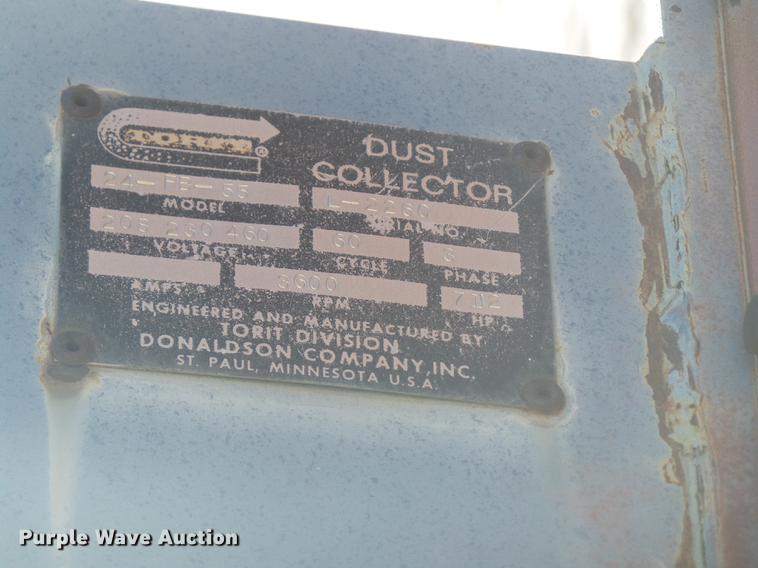 TORIT ®
DUST
COLLECTOR
24-FB-55
MODEL
L-2260
SERIAL NO.
208 230 460
VOLTAGE
60
CYCLE
3
PHASE
AMPS
3600
RPM
7 1/2
HP
ENGINEERED AND MANUFACTURED BY
TORIT DIVISION
DONALDSON COMPANY, INC.
ST. PAUL, MINNESOTA U.S.A.
Purple Wave Auction